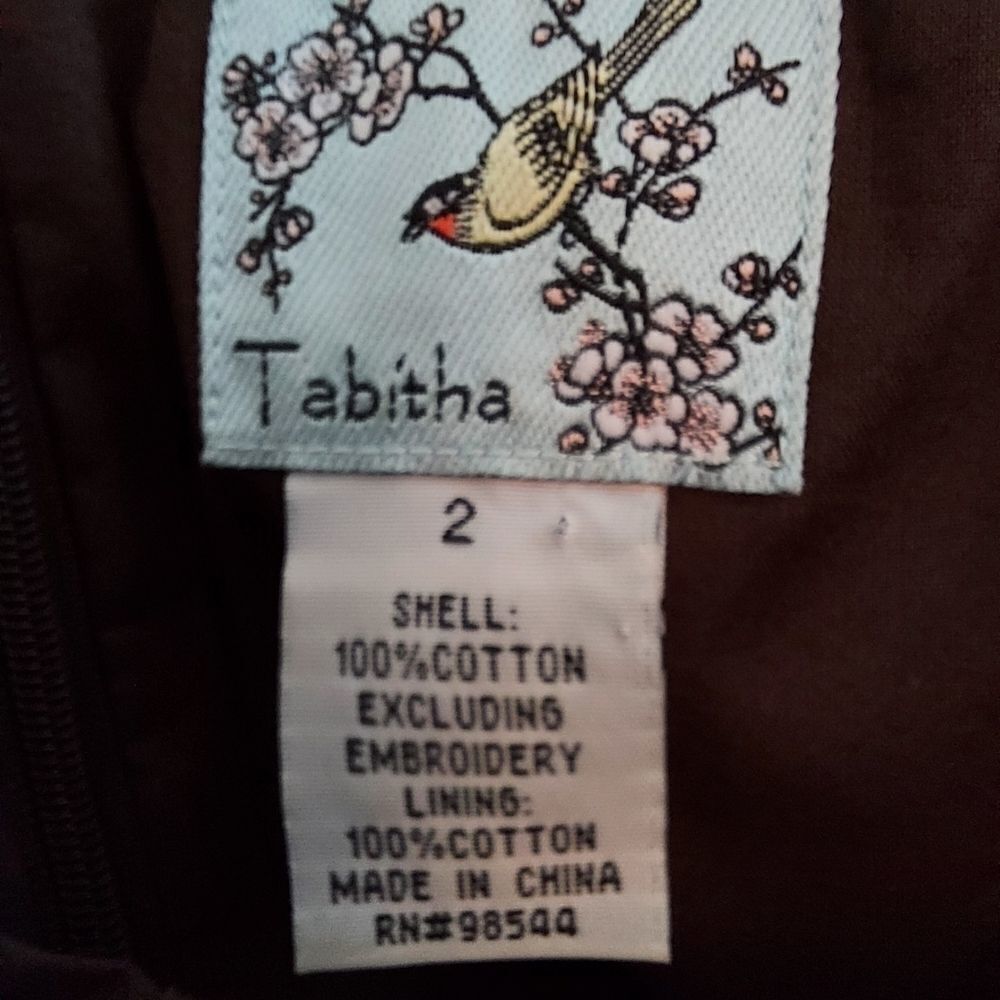 Tabitha
2
SHELL:
100%COTTON
EXCLUDING
EMBROIDERY
LINING:
100%COTTON
MADE IN CHINA
RN#98544